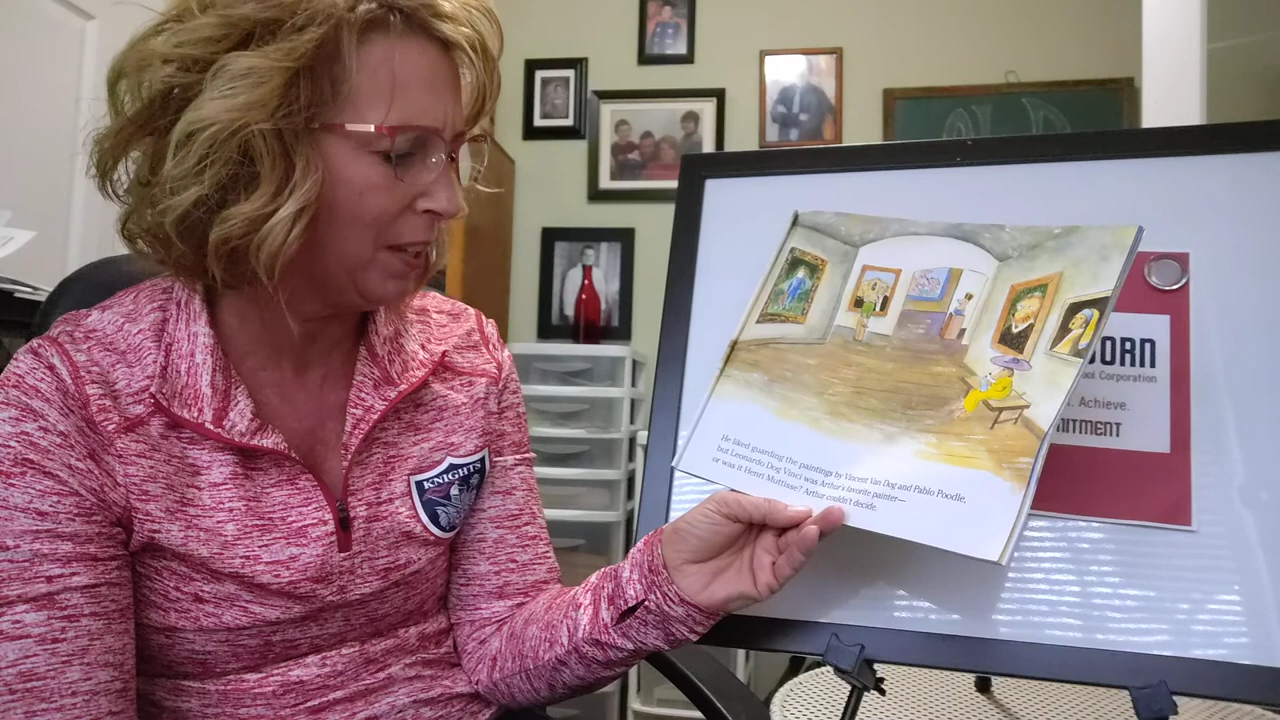 KNIGHTS
He liked guarding the paintings by Vincent Van Dog and Pablo Poodle,
but Leonardo Dog Vinci was Arthur's favorite painter—
or was it Henri Muttisse? Arthur couldn't decide.
ORN
ool Corporation
. Achieve.
MITMENT